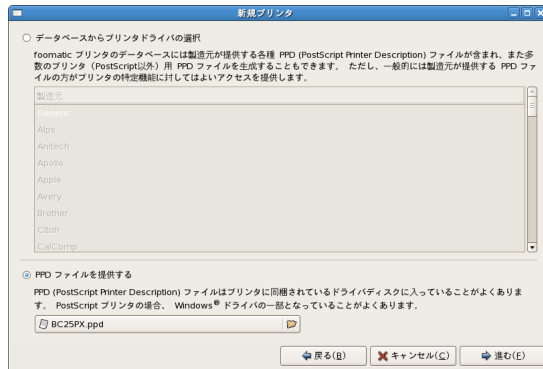 新規プリンタ
データベースからプリンタドライバの選択
foomatic プリンタのデータベースには製造元が提供する各種 PPD (PostScript Printer Description) ファイルが含まれ、また多
数のプリンタ（PostScript以外）用 PPD ファイルを生成することもできます。 ただし、一般的には製造元が提供する PPD ファ
イルの方がプリンタの特定機能に対してはよいアクセスを提供します。
製造元
Generic
Alps
Anitech
Apollo
Apple
Avery
Brother
CItoh
CalComp
PPD ファイルを提供する
PPD (PostScript Printer Description) ファイルはプリンタに同梱されているドライバディスクに入っていることがよくありま
す。 PostScript プリンタの場合、 Windows® ドライバの一部となっていることがよくあります。
BC25PX.ppd
戻る(B)
キャンセル(C)
進む(F)